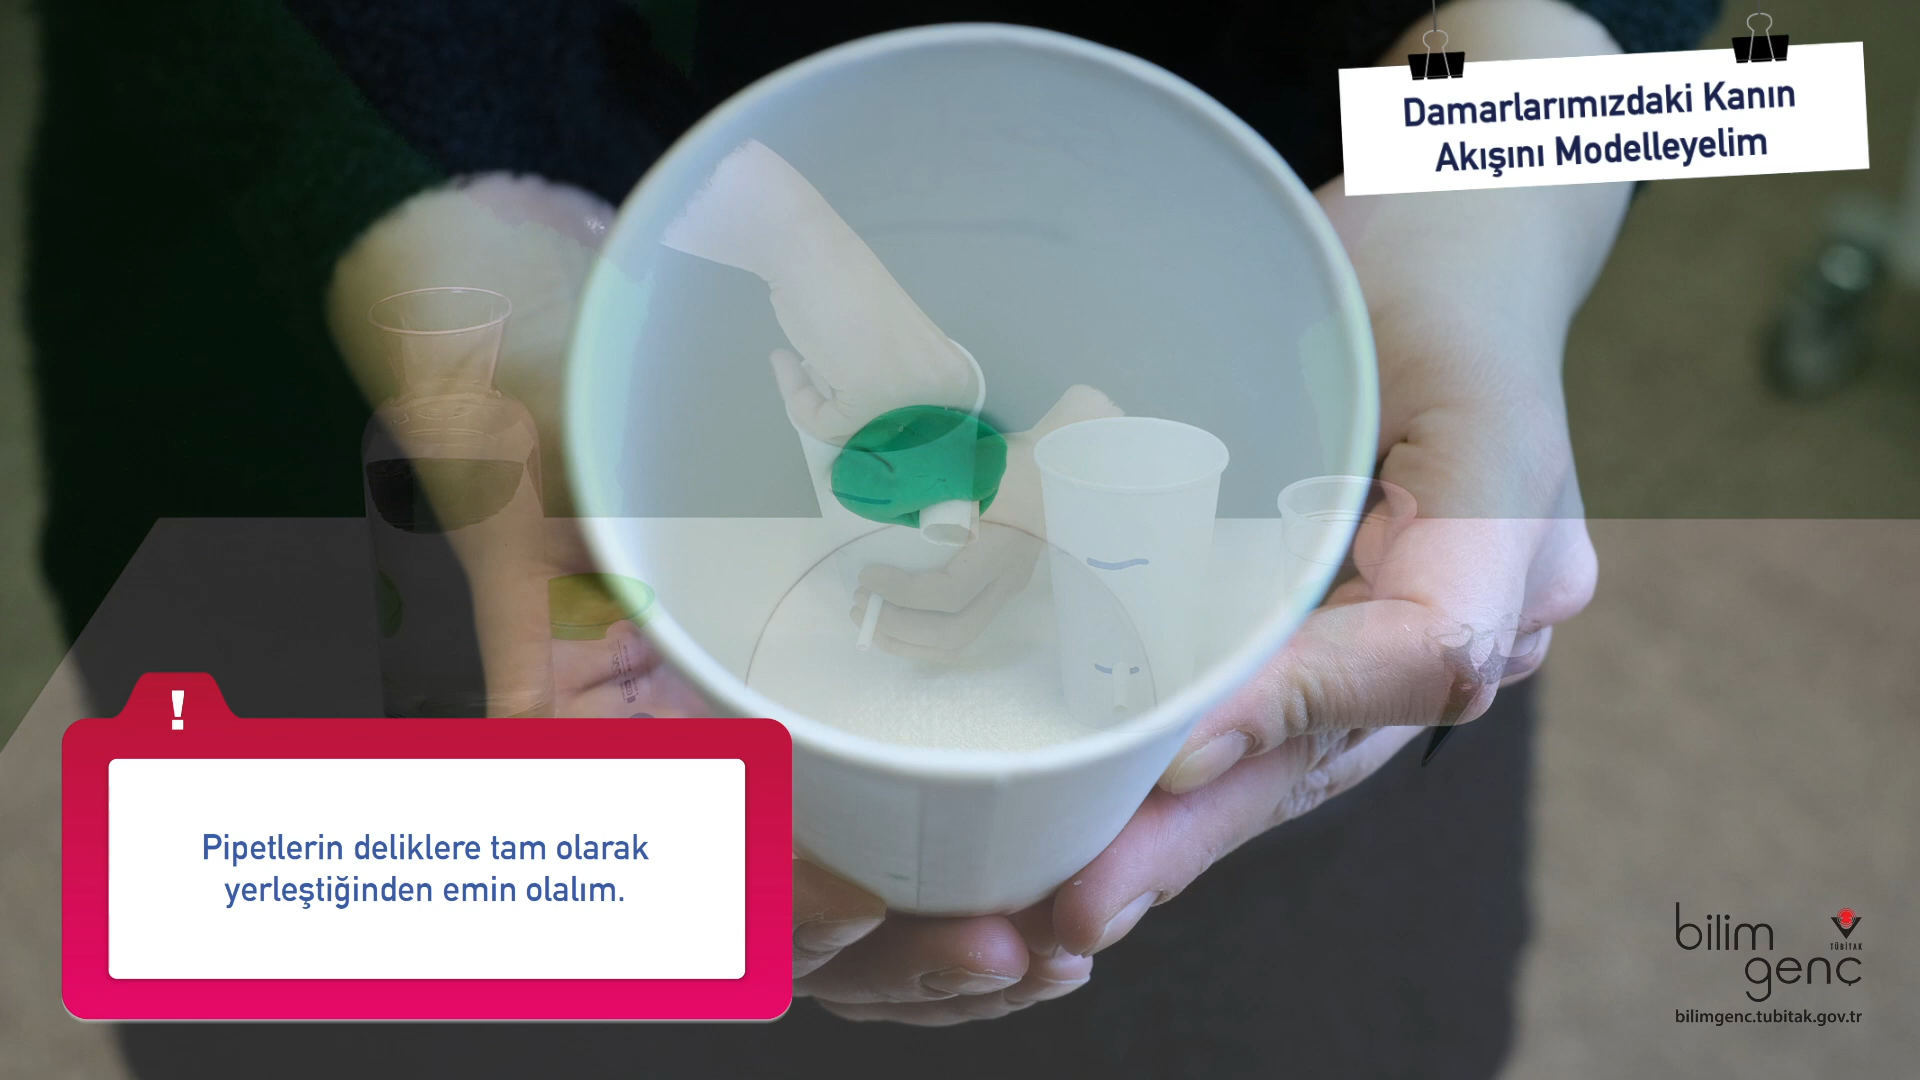 Damarlarımızdaki Kanın
Akışını Modelleyelim
!
Pipetlerin deliklere tam olarak
yerleştiğinden emin olalım.
bilim
genç
TÜBİTAK
bilimgenc.tubitak.gov.tr